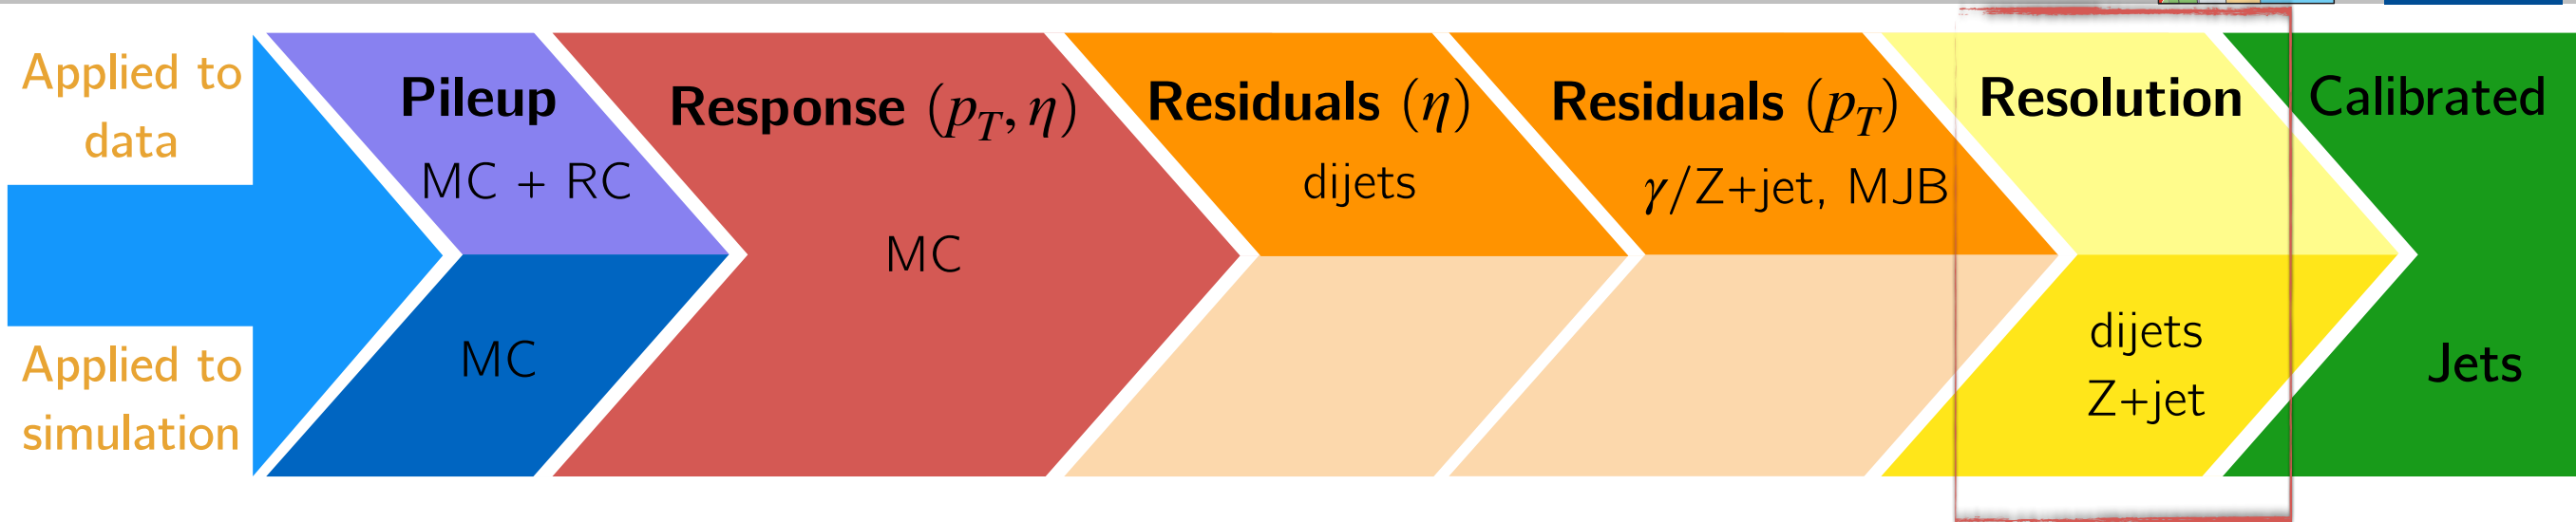 Applied to
data
Applied to
simulation
Pileup
MC + RC
MC
Response (p_T, η)
MC
Residuals (η)
dijets
Residuals (p_T)
γ/Z+jet, MJB
Resolution
dijets
Z+jet
Calibrated
Jets